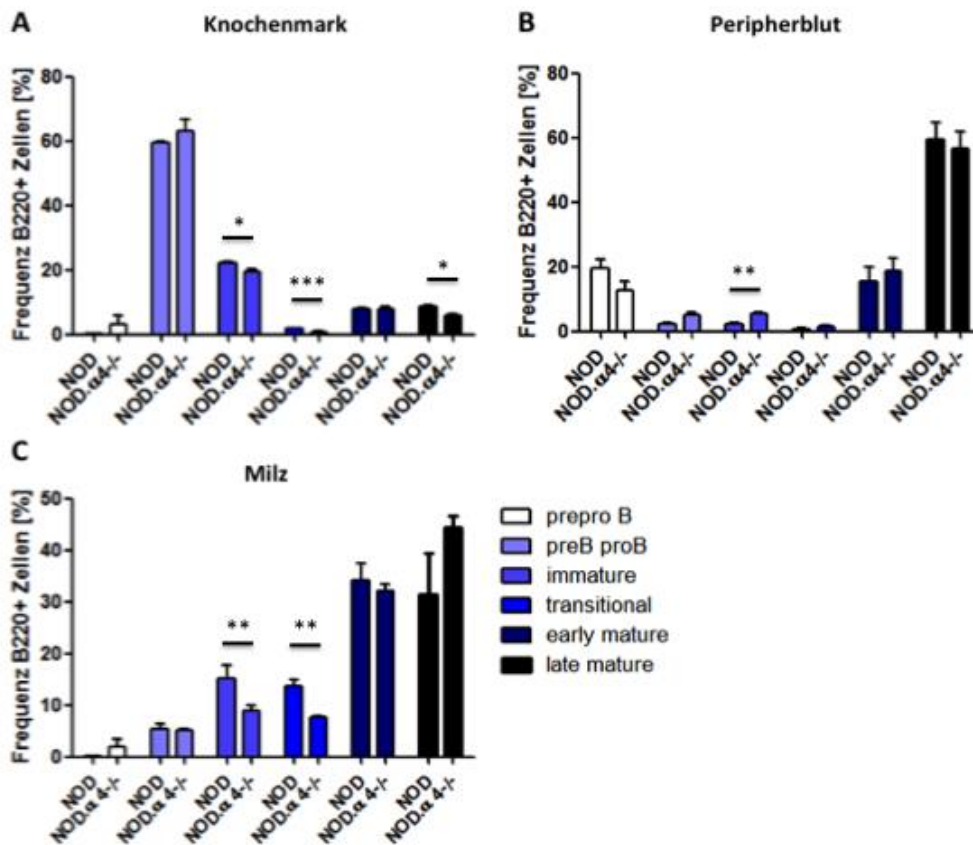 A
Knochenmark
Frequenz B220+ Zellen [%]
80
60
40
20
0
*
***
*
NOD
NOD.α4-/-
NOD
NOD.α4-/-
NOD
NOD.α4-/-
NOD
NOD.α4-/-
NOD
NOD.α4-/-
NOD
NOD.α4-/-
B
Peripherblut
Frequenz B220+ Zellen [%]
80
60
40
20
0
**
NOD
NOD.α4-/-
NOD
NOD.α4-/-
NOD
NOD.α4-/-
NOD
NOD.α4-/-
NOD
NOD.α4-/-
NOD
NOD.α4-/-
C
Milz
Frequenz B220+ Zellen [%]
50
40
30
20
10
0
**
**
NOD
NOD.α 4-/-
NOD
NOD.α 4-/-
NOD
NOD.α 4-/-
NOD
NOD.α 4-/-
NOD
NOD.α 4-/-
NOD
NOD.α 4-/-
prepro B
preB proB
immature
transitional
early mature
late mature